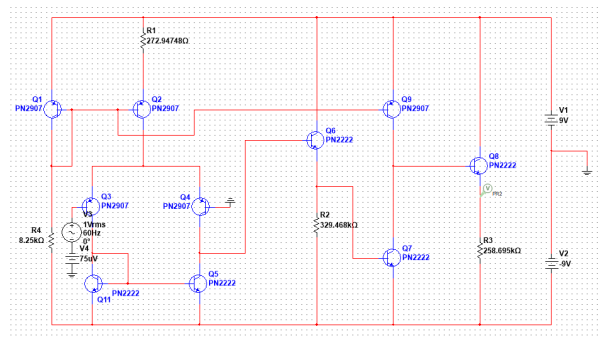 R1
272.94748Ω
Q1
PN2907
Q2
PN2907
Q9
PN2907
V1
9V
Q6
PN2222
Q8
PN2222
V
PR2
Q3
PN2907
Q4
PN2907
V3
1Vrms
60Hz
0°
V4
75uV
R4
8.25kΩ
R2
329.468kΩ
Q7
PN2222
R3
258.695kΩ
V2
-9V
Q11
PN2222
Q5
PN2222